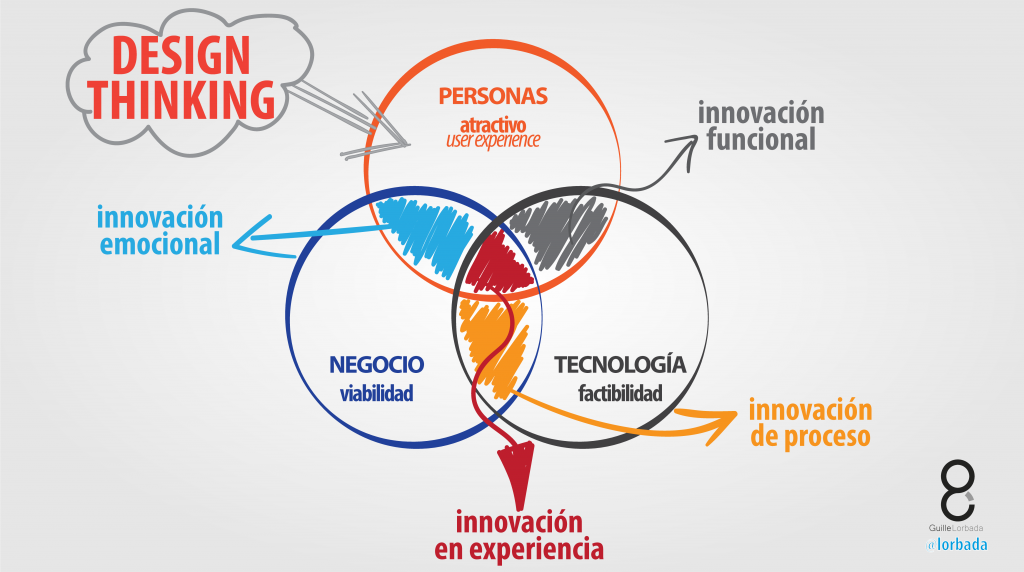 DESIGN
THINKING
PERSONAS
atractivo
user experience
innovación
funcional
innovación
emocional
NEGOCIO
viabilidad
TECNOLOGÍA
factibilidad
innovación
de proceso
innovación
en experiencia
GuilleLorbada
@lorbada